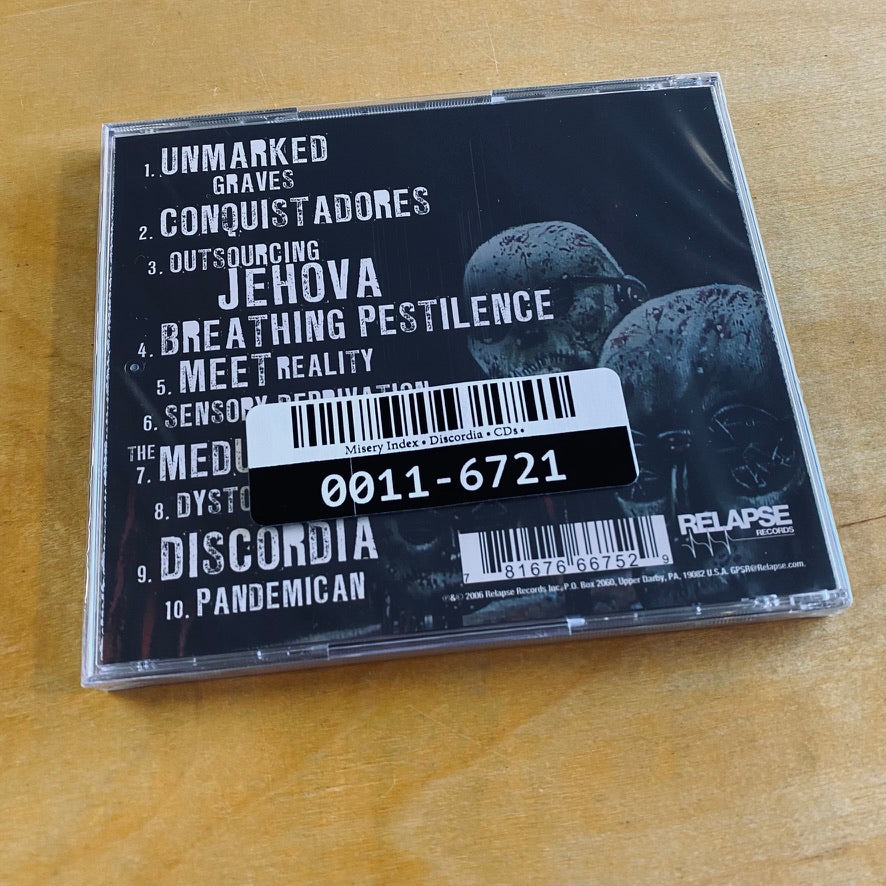 1. UNMARKED
GRAVES
2. CONQUISTADORES
3. OUTSOURCING
JEHOVA
4. BREATHING PESTILENCE
5. MEET REALITY
6. SENSORY DEPRIVATION
THE
7. MEDU
8. DYSTO
Misery Index • Discordia • CDs •
0011-6721
9. DISCORDIA
10. PANDEMICAN
7 81676 66752 9
RELAPSE
RECORDS
℗&© 2006 Relapse Records Inc., P.O. Box 2060, Upper Darby, PA, 19082 U.S.A. GPSR@Relapse.com.